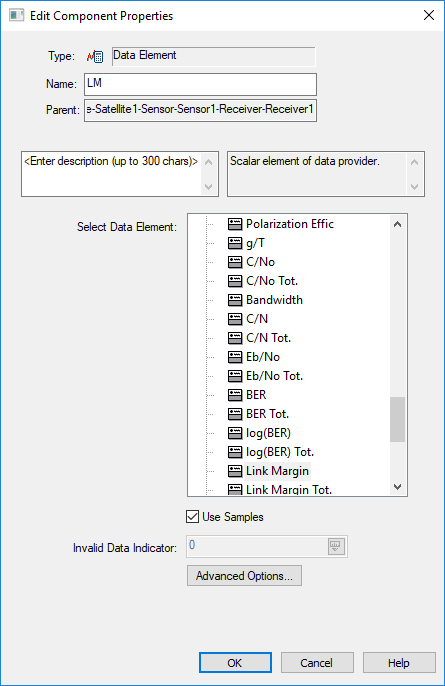 Edit Component Properties
Type: Data Element
Name: LM
Parent: e-Satellite1-Sensor-Sensor1-Receiver-Receiver1
<Enter description (up to 300 chars)> Scalar element of data provider.
Select Data Element: Polarization Effic
g/T
C/No
C/No Tot.
Bandwidth
C/N
C/N Tot.
Eb/No
Eb/No Tot.
BER
BER Tot.
log(BER)
log(BER) Tot.
Link Margin
Link Margin Tot.
Use Samples
Invalid Data Indicator: 0
Advanced Options...
OK Cancel Help